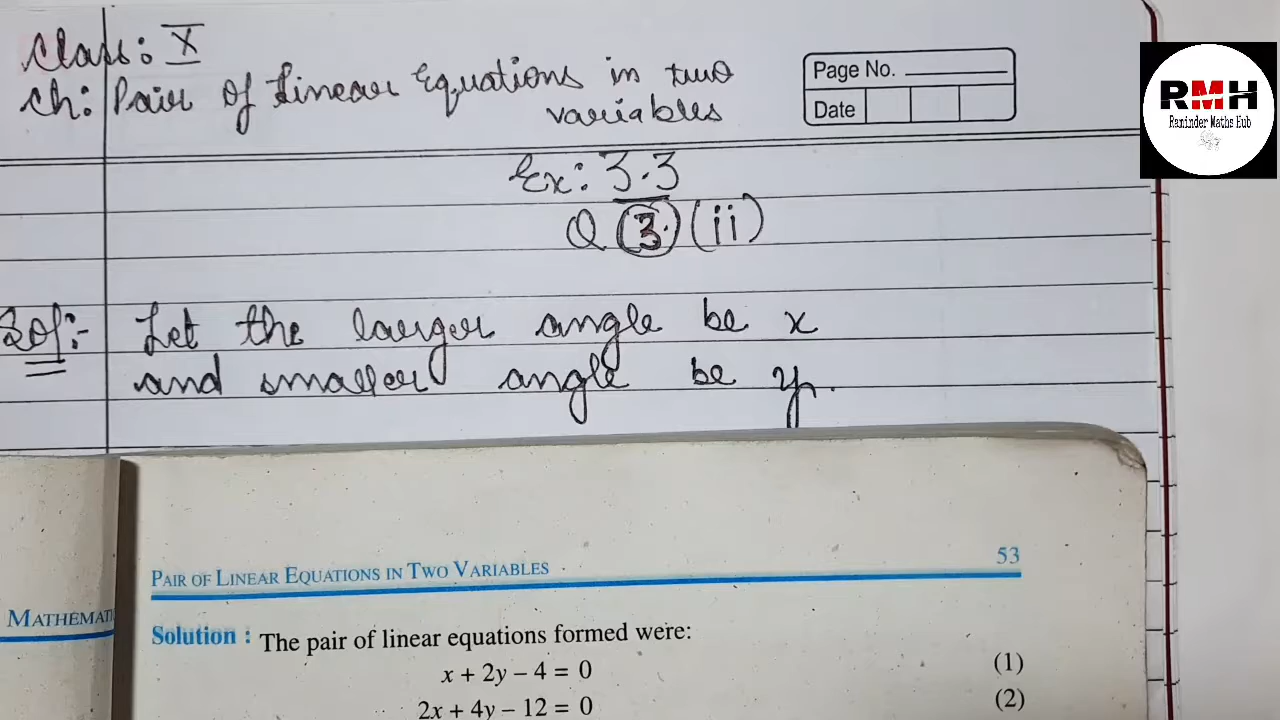 Class: X
Ch: Pair of Linear Equations in two
variables
Page No.
Date
RMH
Raminder Maths Hub
Ex: 3.3
Q (3.) (ii)
Sol:- Let the larger angle be x
and smaller angle be y.
PAIR OF LINEAR EQUATIONS IN TWO VARIABLES 53
MATHEMATI
Solution : The pair of linear equations formed were:
x + 2y – 4 = 0 (1)
2x + 4y – 12 = 0 (2)